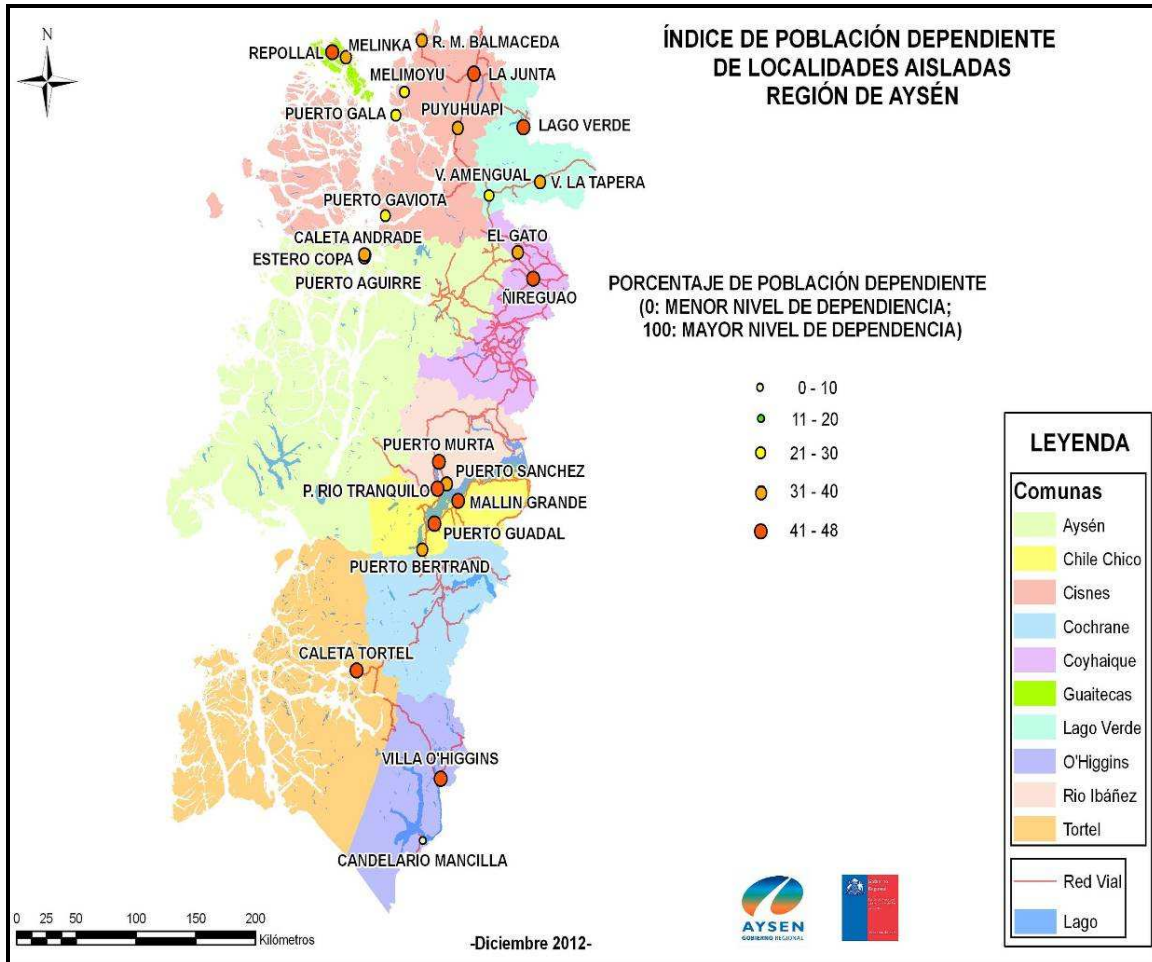 ÍNDICE DE POBLACIÓN DEPENDIENTE
DE LOCALIDADES AISLADAS
REGIÓN DE AYSÉN
N
REPOLLAL
MELINKA
R. M. BALMACEDA
MELIMOYU
LA JUNTA
PUERTO GALA
PUYUHUAPI
LAGO VERDE
V. AMENGUAL
V. LA TAPERA
PUERTO GAVIOTA
CALETA ANDRADE
EL GATO
ESTERO COPA
PUERTO AGUIRRE
ÑIREGUAO
PUERTO MURTA
PUERTO SANCHEZ
P. RIO TRANQUILO
MALLIN GRANDE
PUERTO GUADAL
PUERTO BERTRAND
CALETA TORTEL
VILLA O'HIGGINS
CANDELARIO MANCILLA
PORCENTAJE DE POBLACIÓN DEPENDIENTE
(0: MENOR NIVEL DE DEPENDIENCIA;
100: MAYOR NIVEL DE DEPENDENCIA)
0 - 10
11 - 20
21 - 30
31 - 40
41 - 48
LEYENDA
Comunas
Aysén
Chile Chico
Cisnes
Cochrane
Coyhaique
Guaitecas
Lago Verde
O'Higgins
Rio Ibáñez
Tortel
Red Vial
Lago
0 25 50 100 150 200
Kilómetros
-Diciembre 2012-
AYSEN
GOBIERNO REGIONAL
Gobierno
Regional